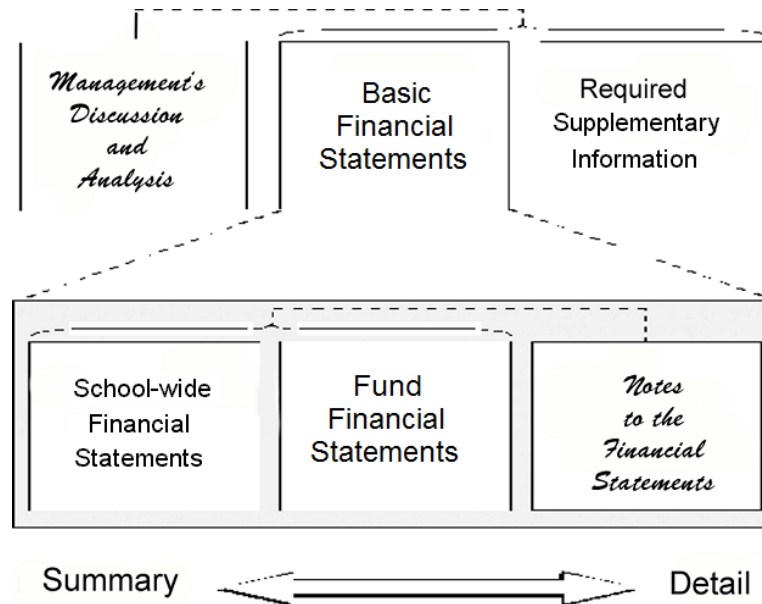 Management's
Discussion
and
Analysis
Basic
Financial
Statements
Required
Supplementary
Information
School-wide
Financial
Statements
Fund
Financial
Statements
Notes
to the
Financial
Statements
Summary
Detail